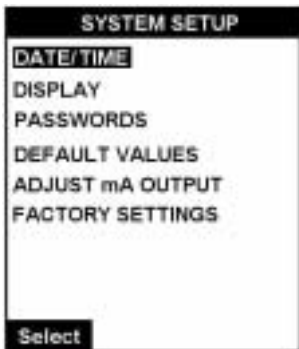 SYSTEM SETUP
DATE/TIME
DISPLAY
PASSWORDS
DEFAULT VALUES
ADJUST mA OUTPUT
FACTORY SETTINGS
Select